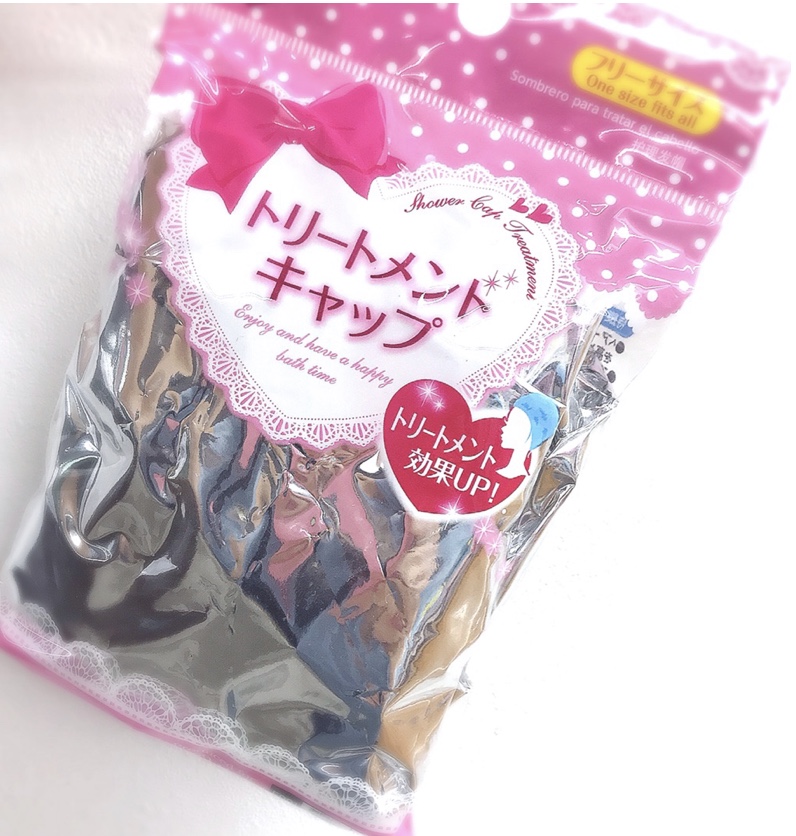 フリーサイズ
One size fits all
Sombrero para tratar el cabello
护理发帽
Shower Cap Treatment
トリートメント
キャップ
Enjoy and have a happy
bath time
トリートメント
効果UP!